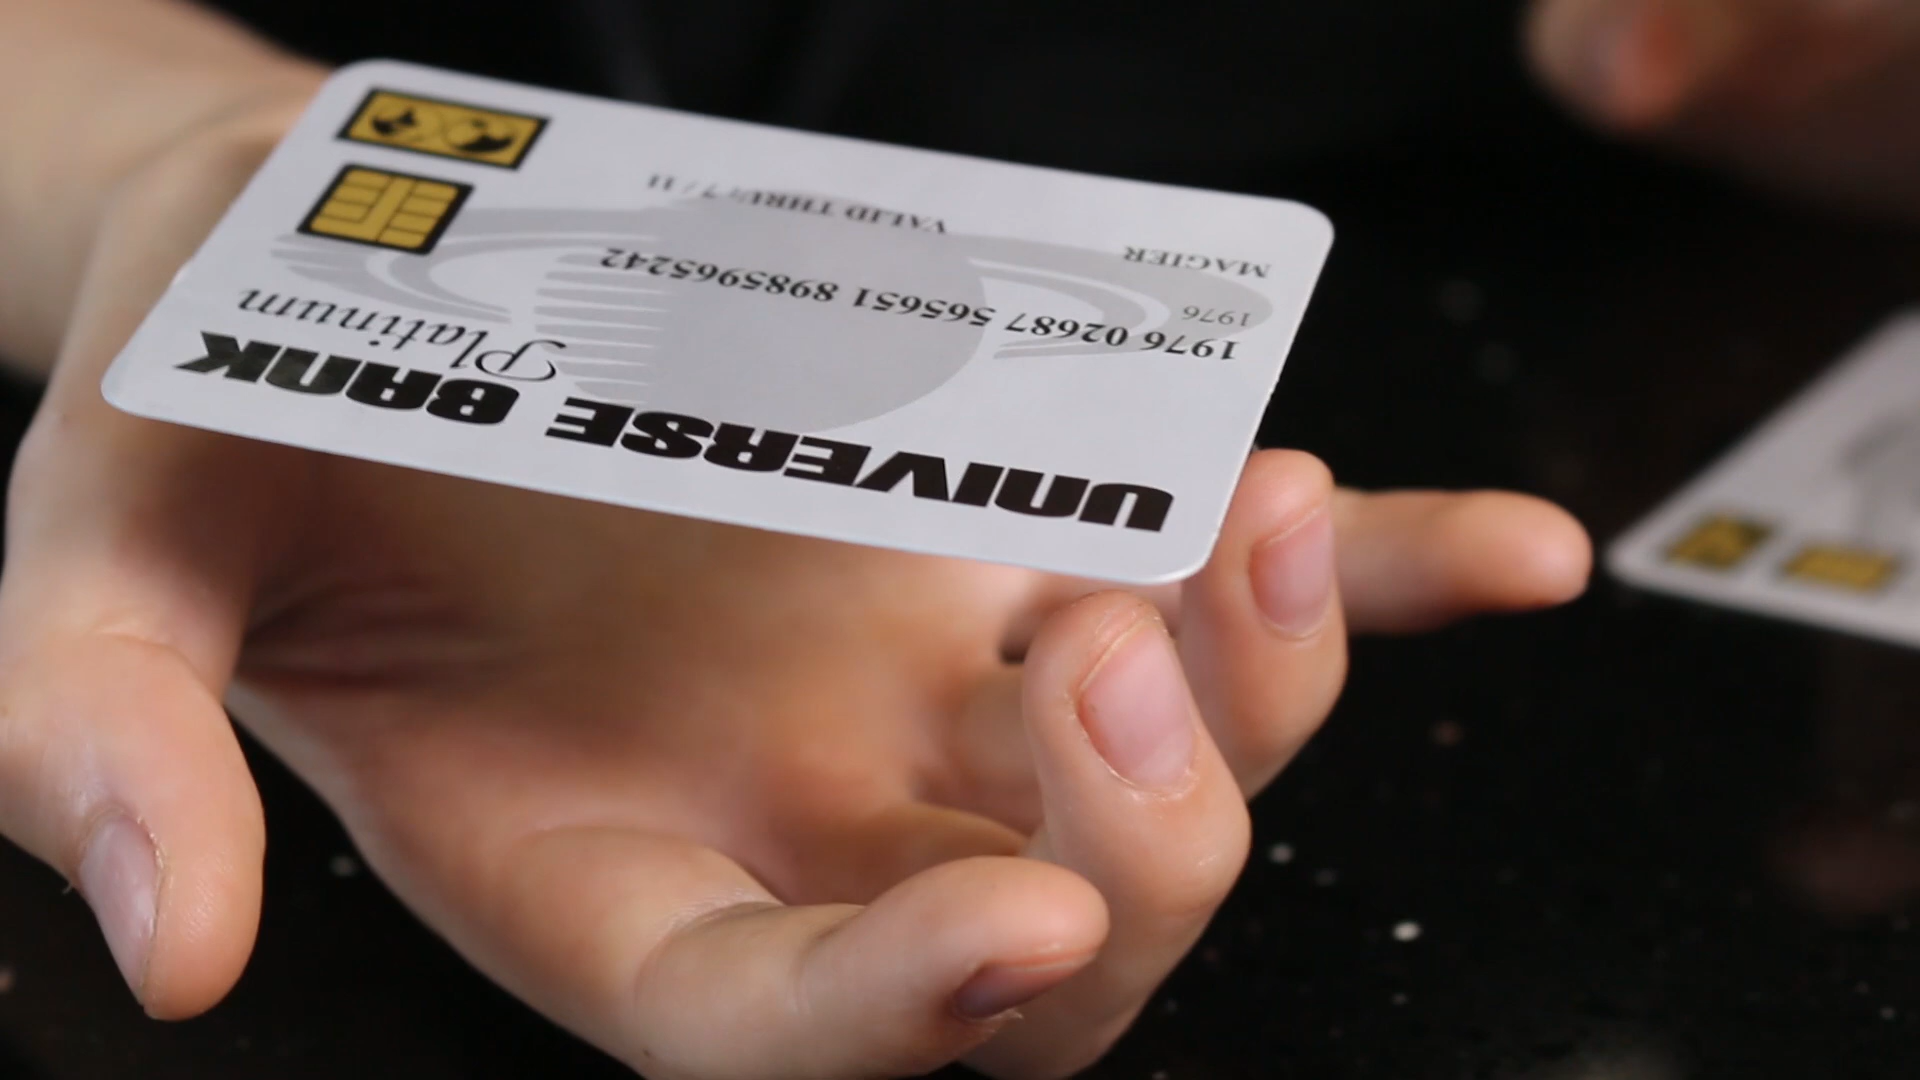 UNIVERSE BANK
Platinum
1976 02687 565651 8985965242
1976
VALID THRU: 7 / 11
MAGIER